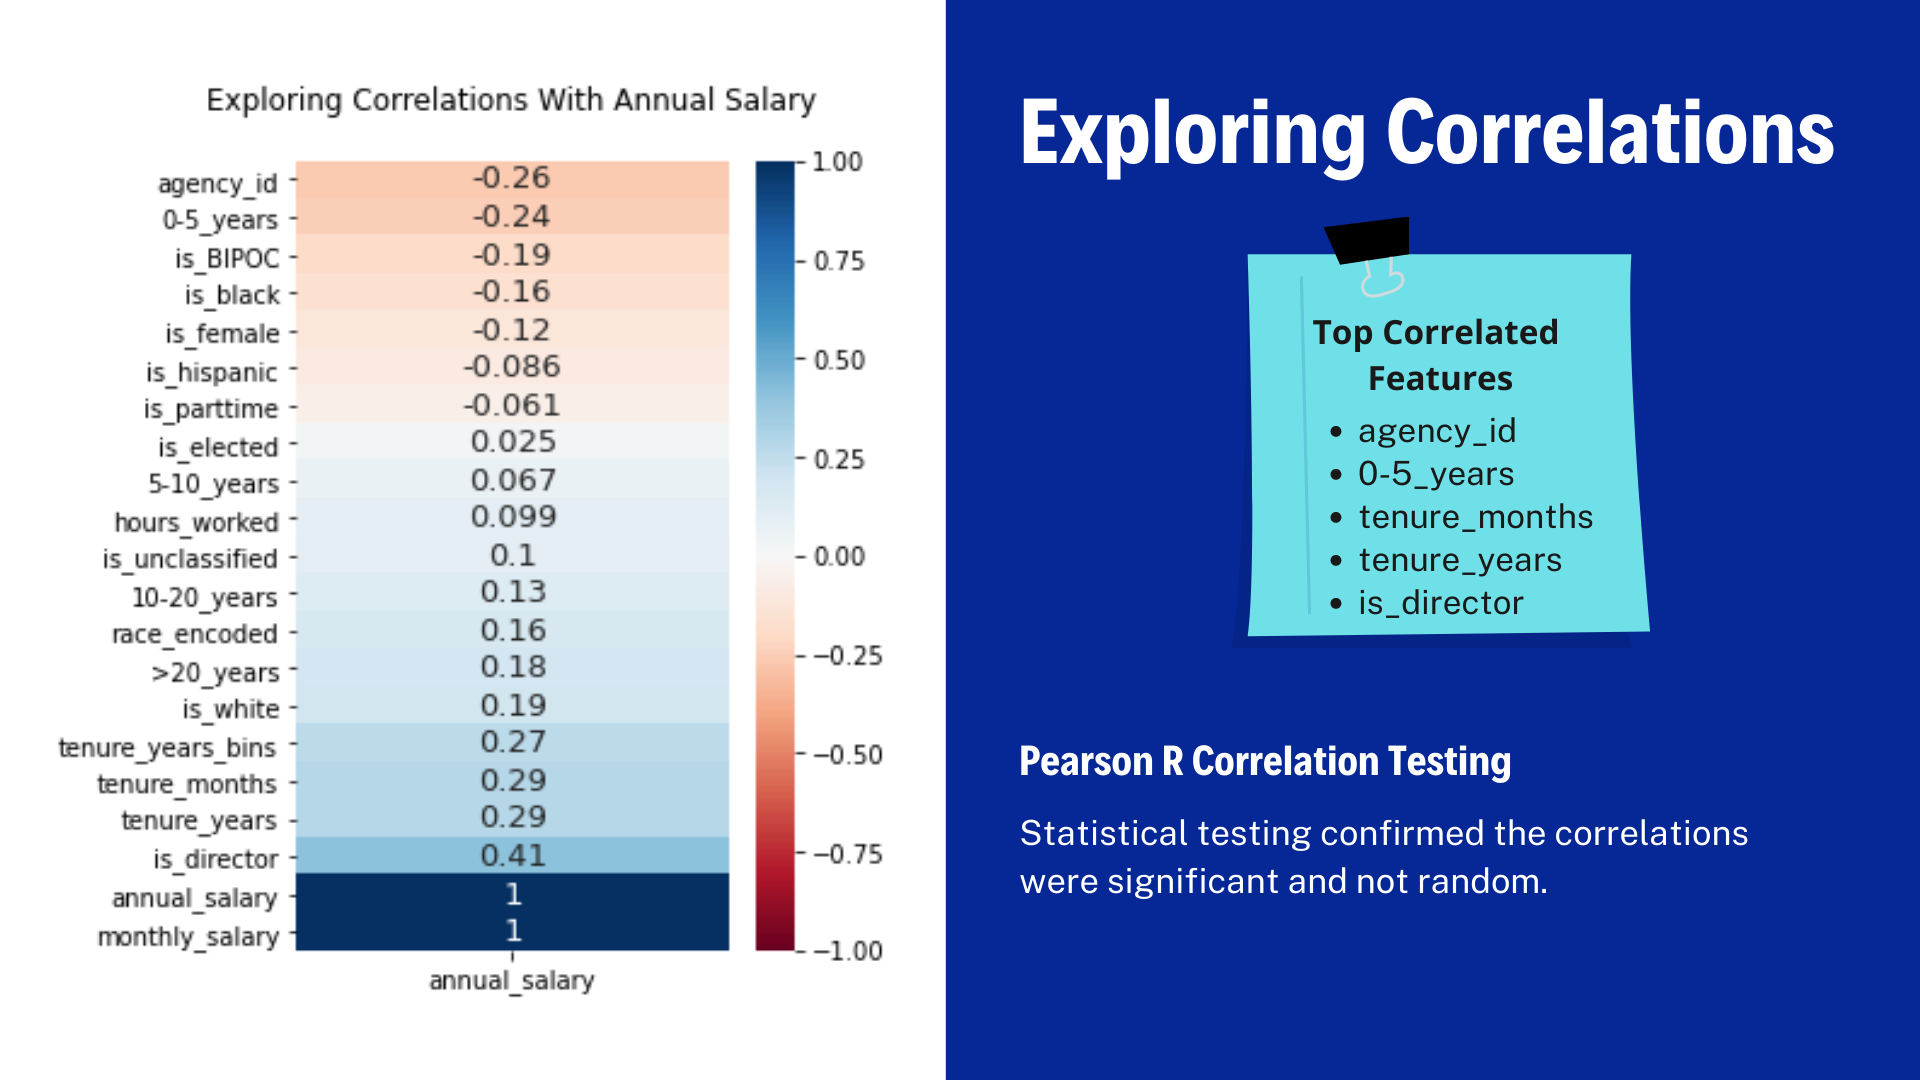 Exploring Correlations With Annual Salary
agency_id -0.26
0-5_years -0.24
is_BIPOC -0.19
is_black -0.16
is_female -0.12
is_hispanic -0.086
is_parttime -0.061
is_elected 0.025
5-10_years 0.067
hours_worked 0.099
is_unclassified 0.1
10-20_years 0.13
race_encoded 0.16
>20_years 0.18
is_white 0.19
tenure_years_bins 0.27
tenure_months 0.29
tenure_years 0.29
is_director 0.41
annual_salary 1
monthly_salary 1
annual_salary
1.00
0.75
0.50
0.25
0.00
−0.25
−0.50
−0.75
−1.00
Exploring Correlations
Top Correlated
Features
• agency_id
• 0-5_years
• tenure_months
• tenure_years
• is_director
Pearson R Correlation Testing
Statistical testing confirmed the correlations
were significant and not random.